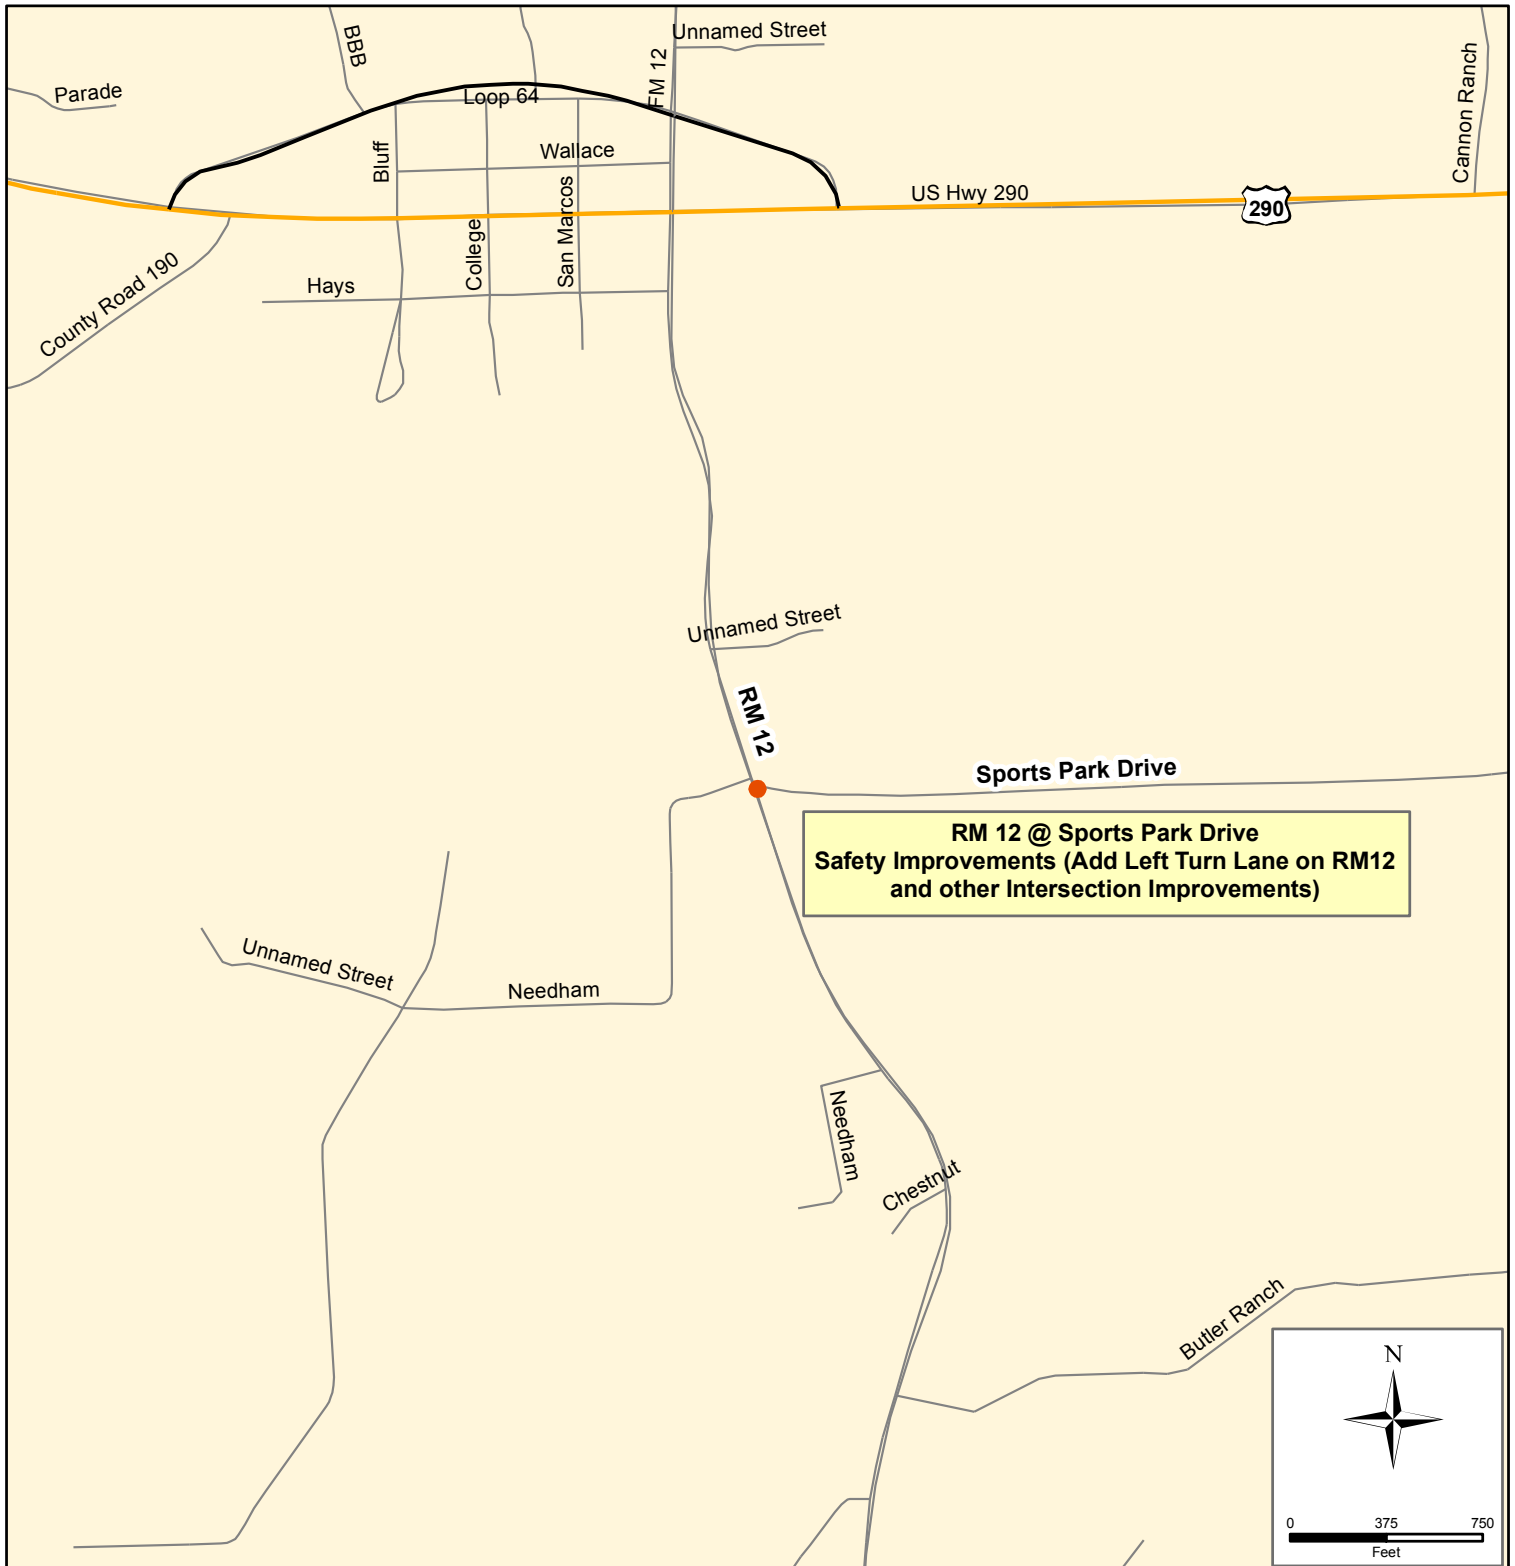 Unnamed Street
BBB
FM 12
Cannon Ranch
Parade
Loop 64
Bluff
Wallace
San Marcos
US Hwy 290
290
College
County Road 190
Hays
Unnamed Street
RM 12
Sports Park Drive
RM 12 @ Sports Park Drive
Safety Improvements (Add Left Turn Lane on RM12
and other Intersection Improvements)
Unnamed Street
Needham
Needham
Chestnut
Butler Ranch
N
0 375 750
Feet